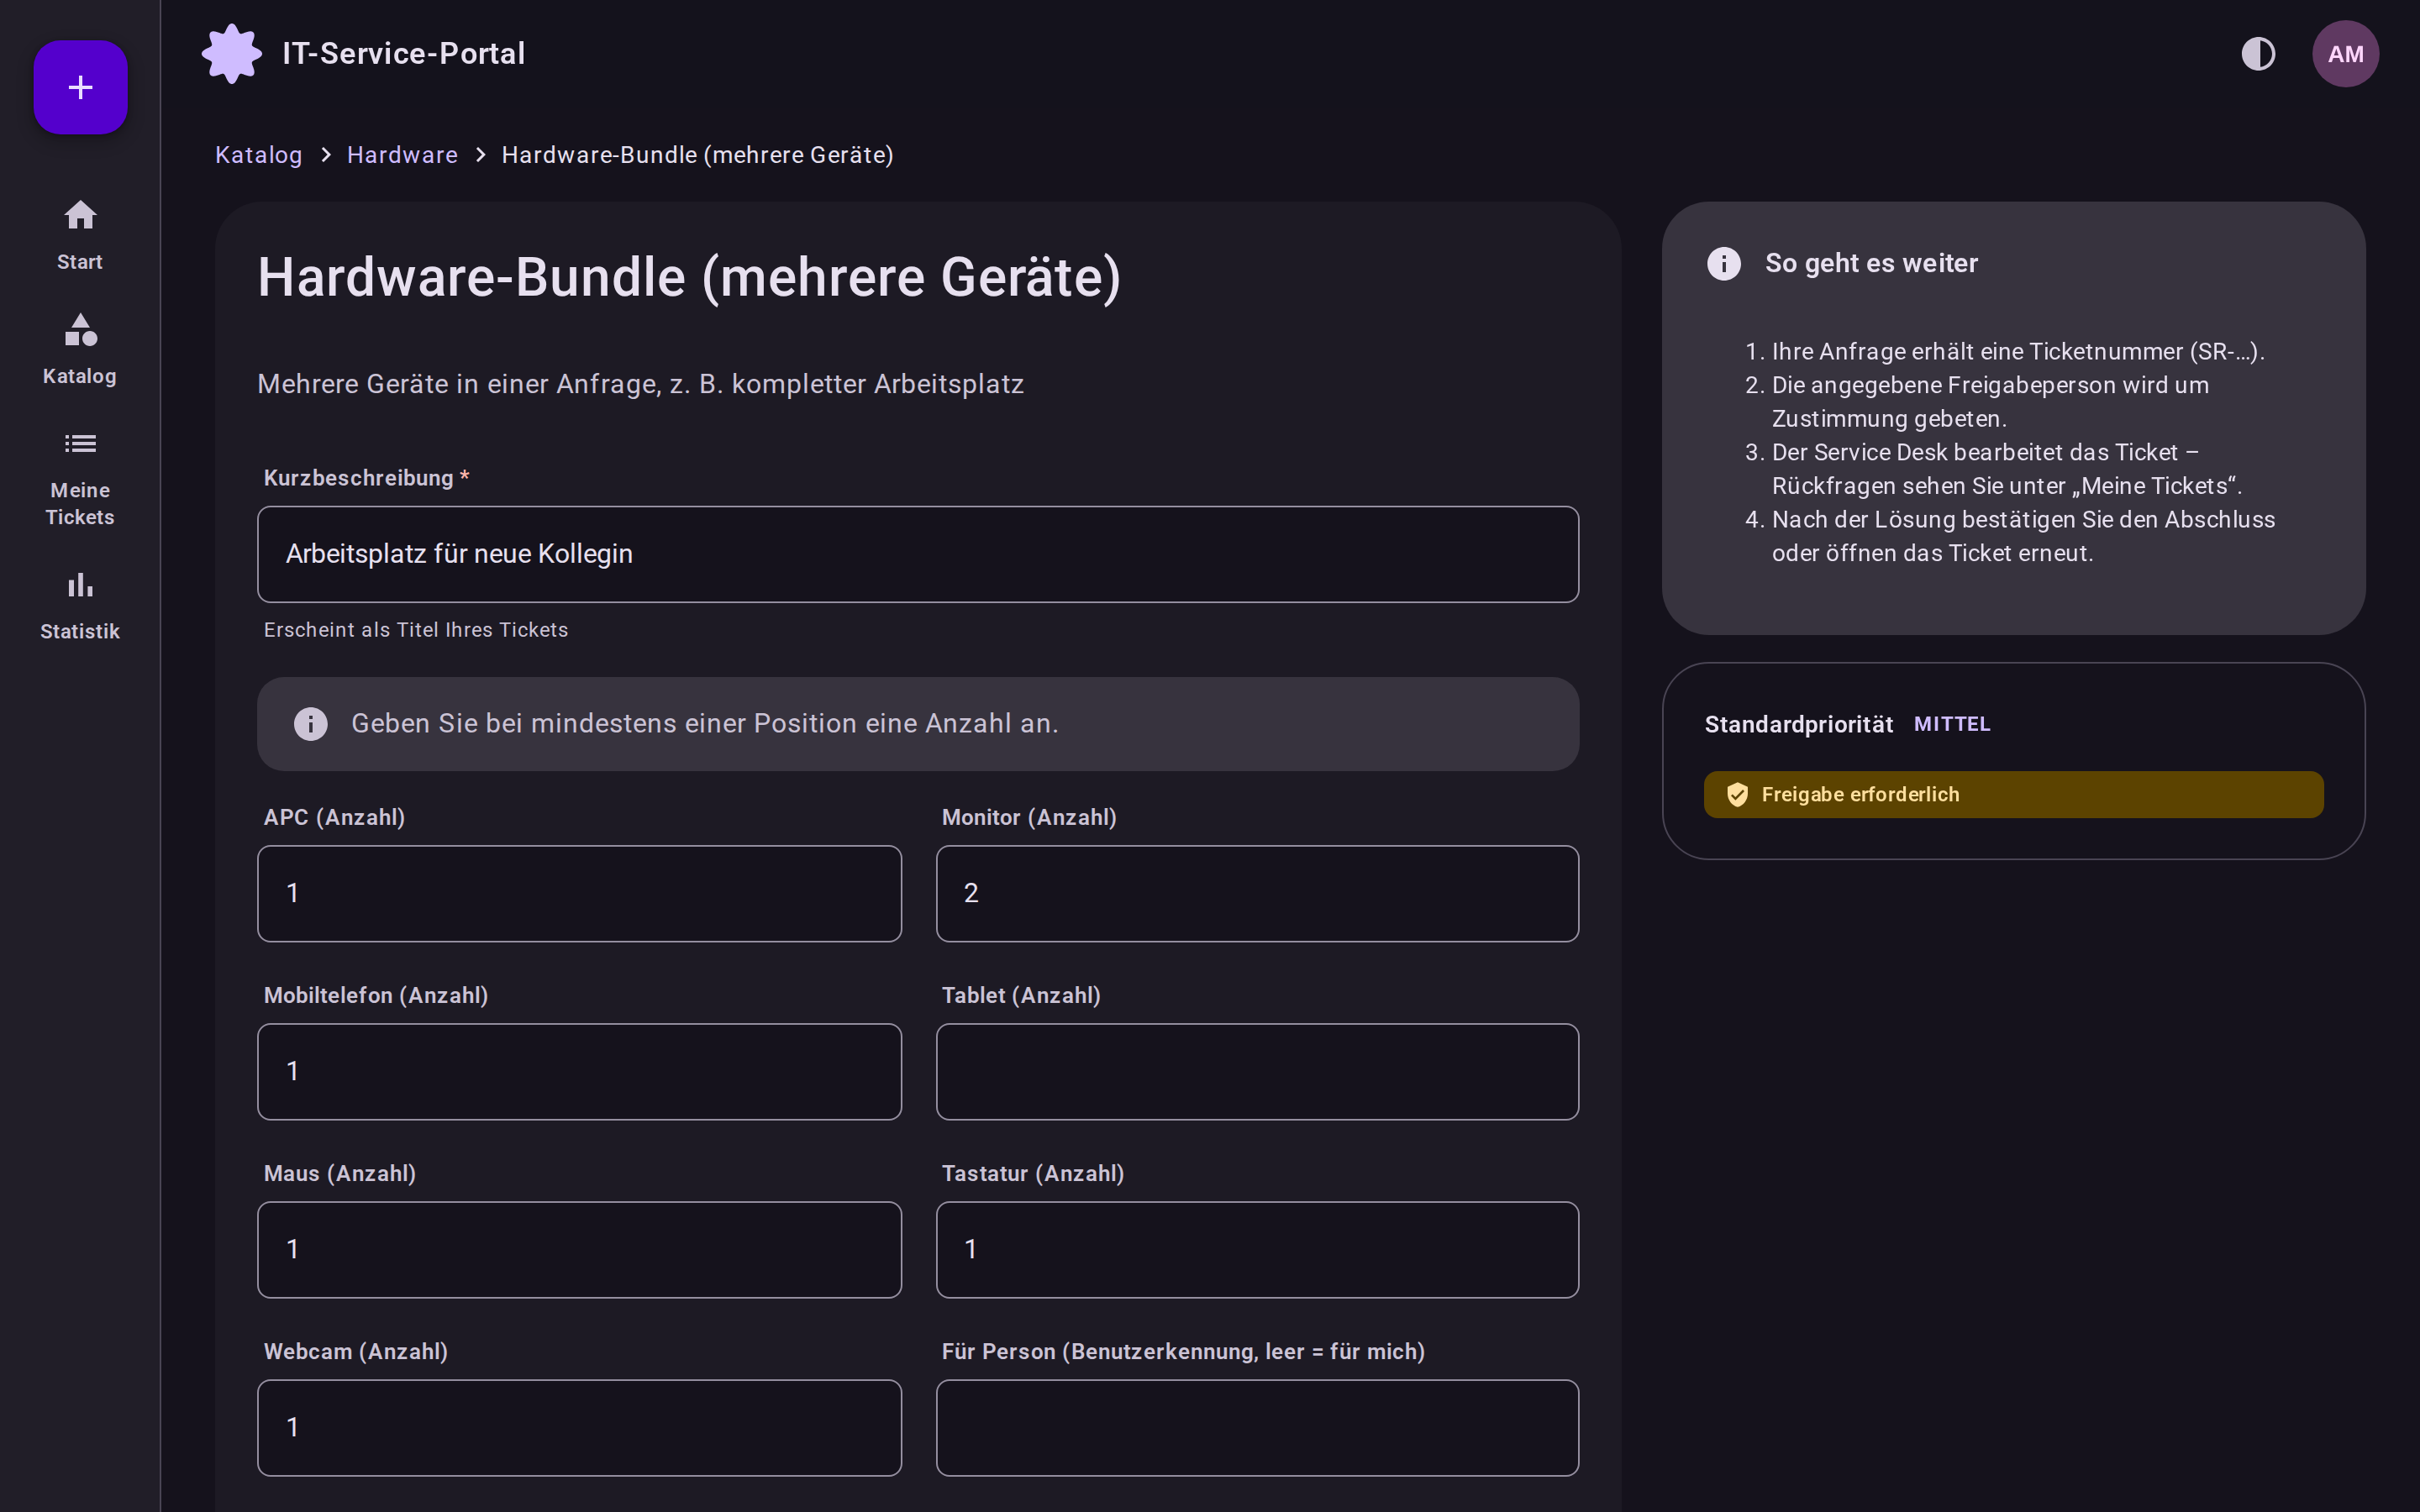 IT-Service-Portal
AM
Start
Katalog
Meine
Tickets
Statistik
Katalog
Hardware
Hardware-Bundle (mehrere Geräte)
Hardware-Bundle (mehrere Geräte)
Mehrere Geräte in einer Anfrage, z. B. kompletter Arbeitsplatz
Kurzbeschreibung *
Arbeitsplatz für neue Kollegin
Erscheint als Titel Ihres Tickets
Geben Sie bei mindestens einer Position eine Anzahl an.
APC (Anzahl)
1
Monitor (Anzahl)
2
Mobiltelefon (Anzahl)
1
Tablet (Anzahl)
Maus (Anzahl)
1
Tastatur (Anzahl)
1
Webcam (Anzahl)
1
Für Person (Benutzerkennung, leer = für mich)
So geht es weiter
1. Ihre Anfrage erhält eine Ticketnummer (SR-…).
2. Die angegebene Freigabeperson wird um
Zustimmung gebeten.
3. Der Service Desk bearbeitet das Ticket –
Rückfragen sehen Sie unter „Meine Tickets“.
4. Nach der Lösung bestätigen Sie den Abschluss
oder öffnen das Ticket erneut.
Standardpriorität MITTEL
Freigabe erforderlich